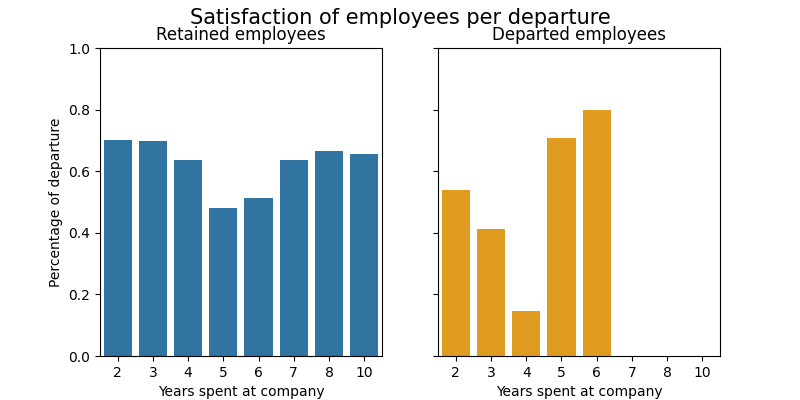 Satisfaction of employees per departure
Retained employees
Departed employees
Percentage of departure
1.0
0.8
0.6
0.4
0.2
0.0
2 3 4 5 6 7 8 10
Years spent at company
2 3 4 5 6 7 8 10
Years spent at company